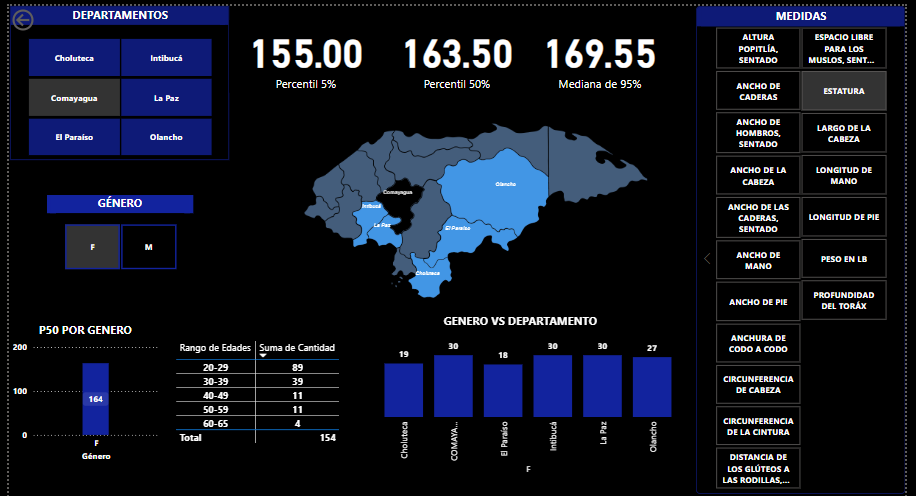 DEPARTAMENTOS
Choluteca
Intibucá
Comayagua
La Paz
El Paraíso
Olancho
GÉNERO
F
M
155.00
Percentil 5%
163.50
Percentil 50%
169.55
Mediana de 95%
Comayagua
Olancho
Intibucá
La Paz
El Paraíso
Choluteca
P50 POR GENERO
200
100
0
164
F
Género
Rango de Edades
Suma de Cantidad
20-29 89
30-39 39
40-49 11
50-59 11
60-65 4
Total 154
GENERO VS DEPARTAMENTO
19
30
18
30
30
27
Choluteca
COMAYA...
El Paraíso
Intibucá
La Paz
Olancho
F
MEDIDAS
ALTURA
POPITLÍA,
SENTADO
ESPACIO LIBRE
PARA LOS
MUSLOS, SENT...
ANCHO DE
CADERAS
ESTATURA
ANCHO DE
HOMBROS,
SENTADO
LARGO DE LA
CABEZA
ANCHO DE LA
CABEZA
LONGITUD DE
MANO
ANCHO DE LAS
CADERAS,
SENTADO
LONGITUD DE PIE
ANCHO DE
MANO
PESO EN LB
ANCHO DE PIE
PROFUNDIDAD
DEL TORÁX
ANCHURA DE
CODO A CODO
CIRCUNFERENCIA
DE CABEZA
CIRCUNFERENCIA
DE LA CINTURA
DISTANCIA DE
LOS GLÚTEOS A
LAS RODILLAS,...